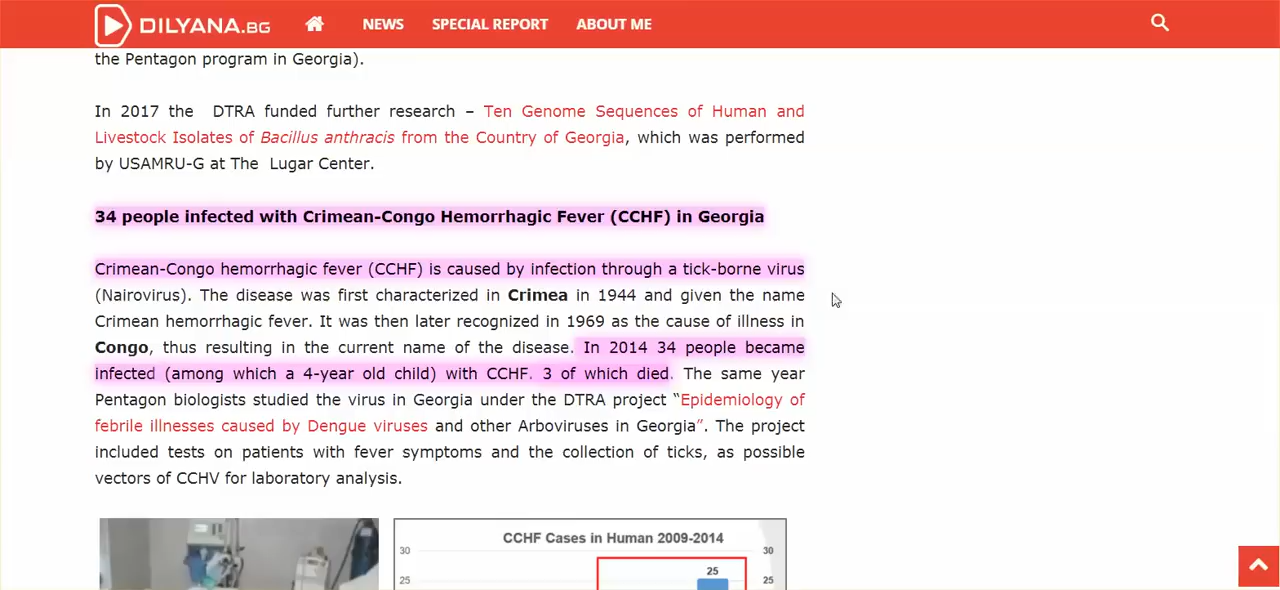 DILYANA.BG NEWS SPECIAL REPORT ABOUT ME
the Pentagon program in Georgia).
In 2017 the DTRA funded further research – Ten Genome Sequences of Human and
Livestock Isolates of Bacillus anthracis from the Country of Georgia, which was performed
by USAMRU-G at The Lugar Center.
34 people infected with Crimean-Congo Hemorrhagic Fever (CCHF) in Georgia
Crimean-Congo hemorrhagic fever (CCHF) is caused by infection through a tick-borne virus
(Nairovirus). The disease was first characterized in Crimea in 1944 and given the name
Crimean hemorrhagic fever. It was then later recognized in 1969 as the cause of illness in
Congo, thus resulting in the current name of the disease. In 2014 34 people became
infected (among which a 4-year old child) with CCHF. 3 of which died. The same year
Pentagon biologists studied the virus in Georgia under the DTRA project “Epidemiology of
febrile illnesses caused by Dengue viruses and other Arboviruses in Georgia”. The project
included tests on patients with fever symptoms and the collection of ticks, as possible
vectors of CCHV for laboratory analysis.
CCHF Cases in Human 2009-2014
30 30
25
25 25